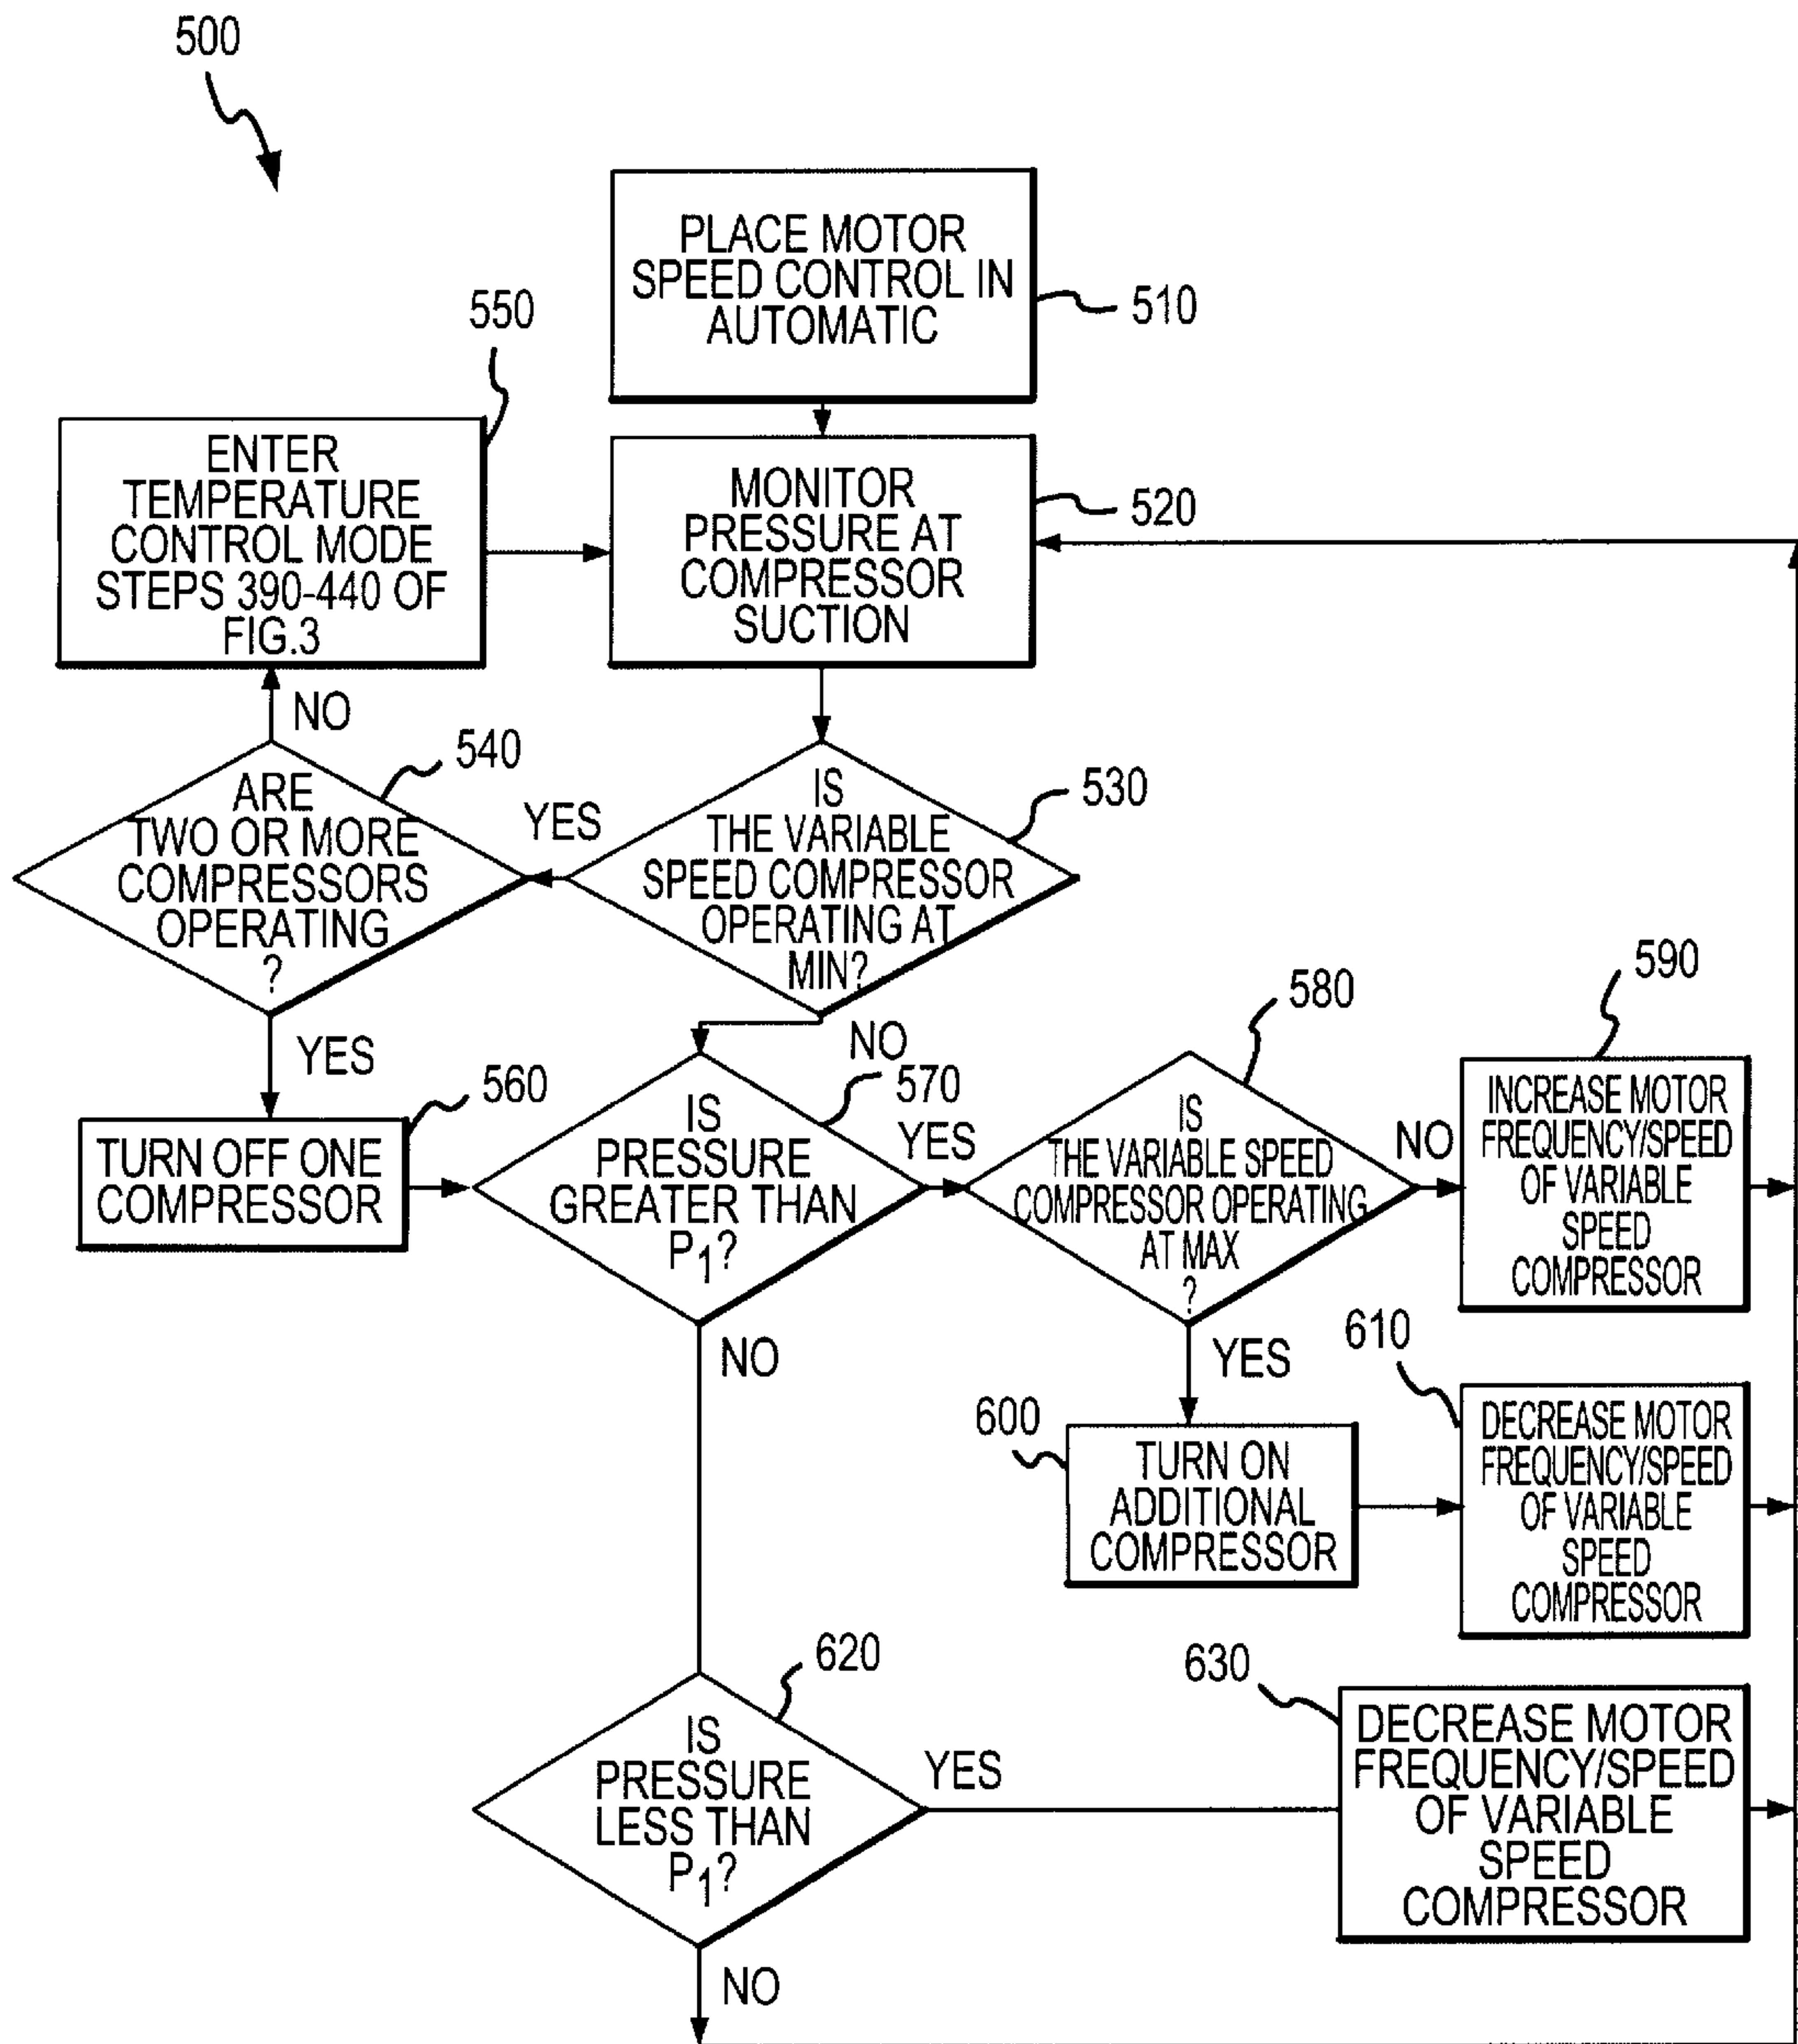 500
PLACE MOTOR
SPEED CONTROL IN
AUTOMATIC
510
550
ENTER
TEMPERATURE
CONTROL MODE
STEPS 390-440 OF
FIG.3
MONITOR
PRESSURE AT
COMPRESSOR
SUCTION
520
NO
540
ARE
TWO OR MORE
COMPRESSORS
OPERATING
?
YES
IS
THE VARIABLE
SPEED COMPRESSOR
OPERATING AT
MIN?
530
YES
NO
560
TURN OFF ONE
COMPRESSOR
570
IS
PRESSURE
GREATER THAN
P1?
YES
580
IS
THE VARIABLE SPEED
COMPRESSOR OPERATING
AT MAX
?
NO
590
INCREASE MOTOR
FREQUENCY/SPEED
OF VARIABLE
SPEED
COMPRESSOR
NO
YES
600
TURN ON
ADDITIONAL
COMPRESSOR
610
DECREASE MOTOR
FREQUENCY/SPEED
OF VARIABLE
SPEED
COMPRESSOR
620
IS
PRESSURE
LESS THAN
P1?
YES
630
DECREASE MOTOR
FREQUENCY/SPEED
OF VARIABLE
SPEED
COMPRESSOR
NO